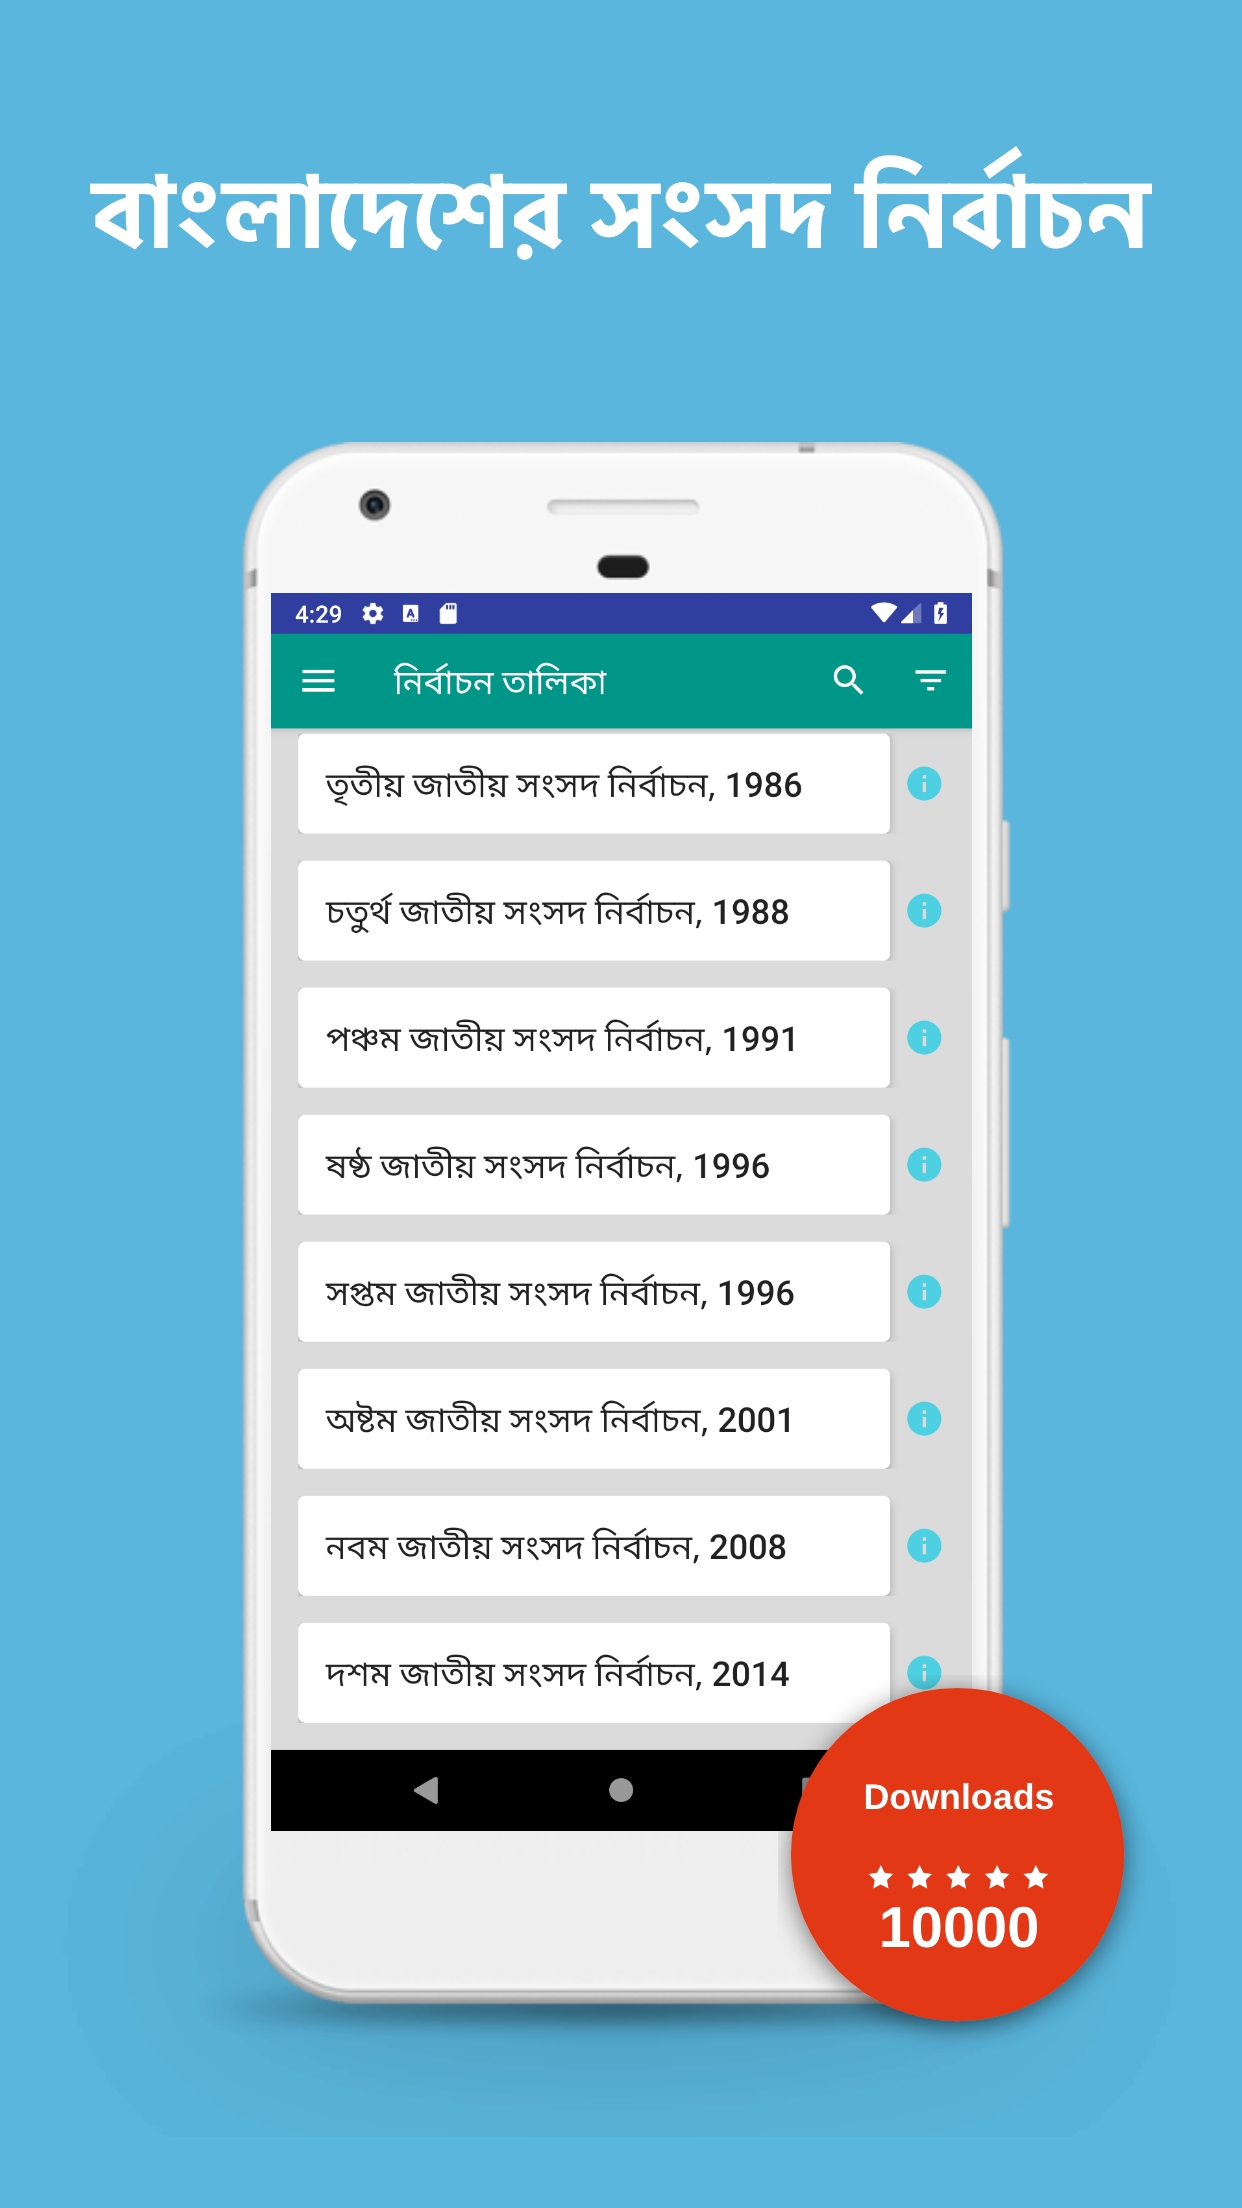 বাংলাদেশের সংসদ নির্বাচন
4:29
নির্বাচন তালিকা
তৃতীয় জাতীয় সংসদ নির্বাচন, 1986
চতুর্থ জাতীয় সংসদ নির্বাচন, 1988
পঞ্চম জাতীয় সংসদ নির্বাচন, 1991
ষষ্ঠ জাতীয় সংসদ নির্বাচন, 1996
সপ্তম জাতীয় সংসদ নির্বাচন, 1996
অষ্টম জাতীয় সংসদ নির্বাচন, 2001
নবম জাতীয় সংসদ নির্বাচন, 2008
দশম জাতীয় সংসদ নির্বাচন, 2014
Downloads
10000